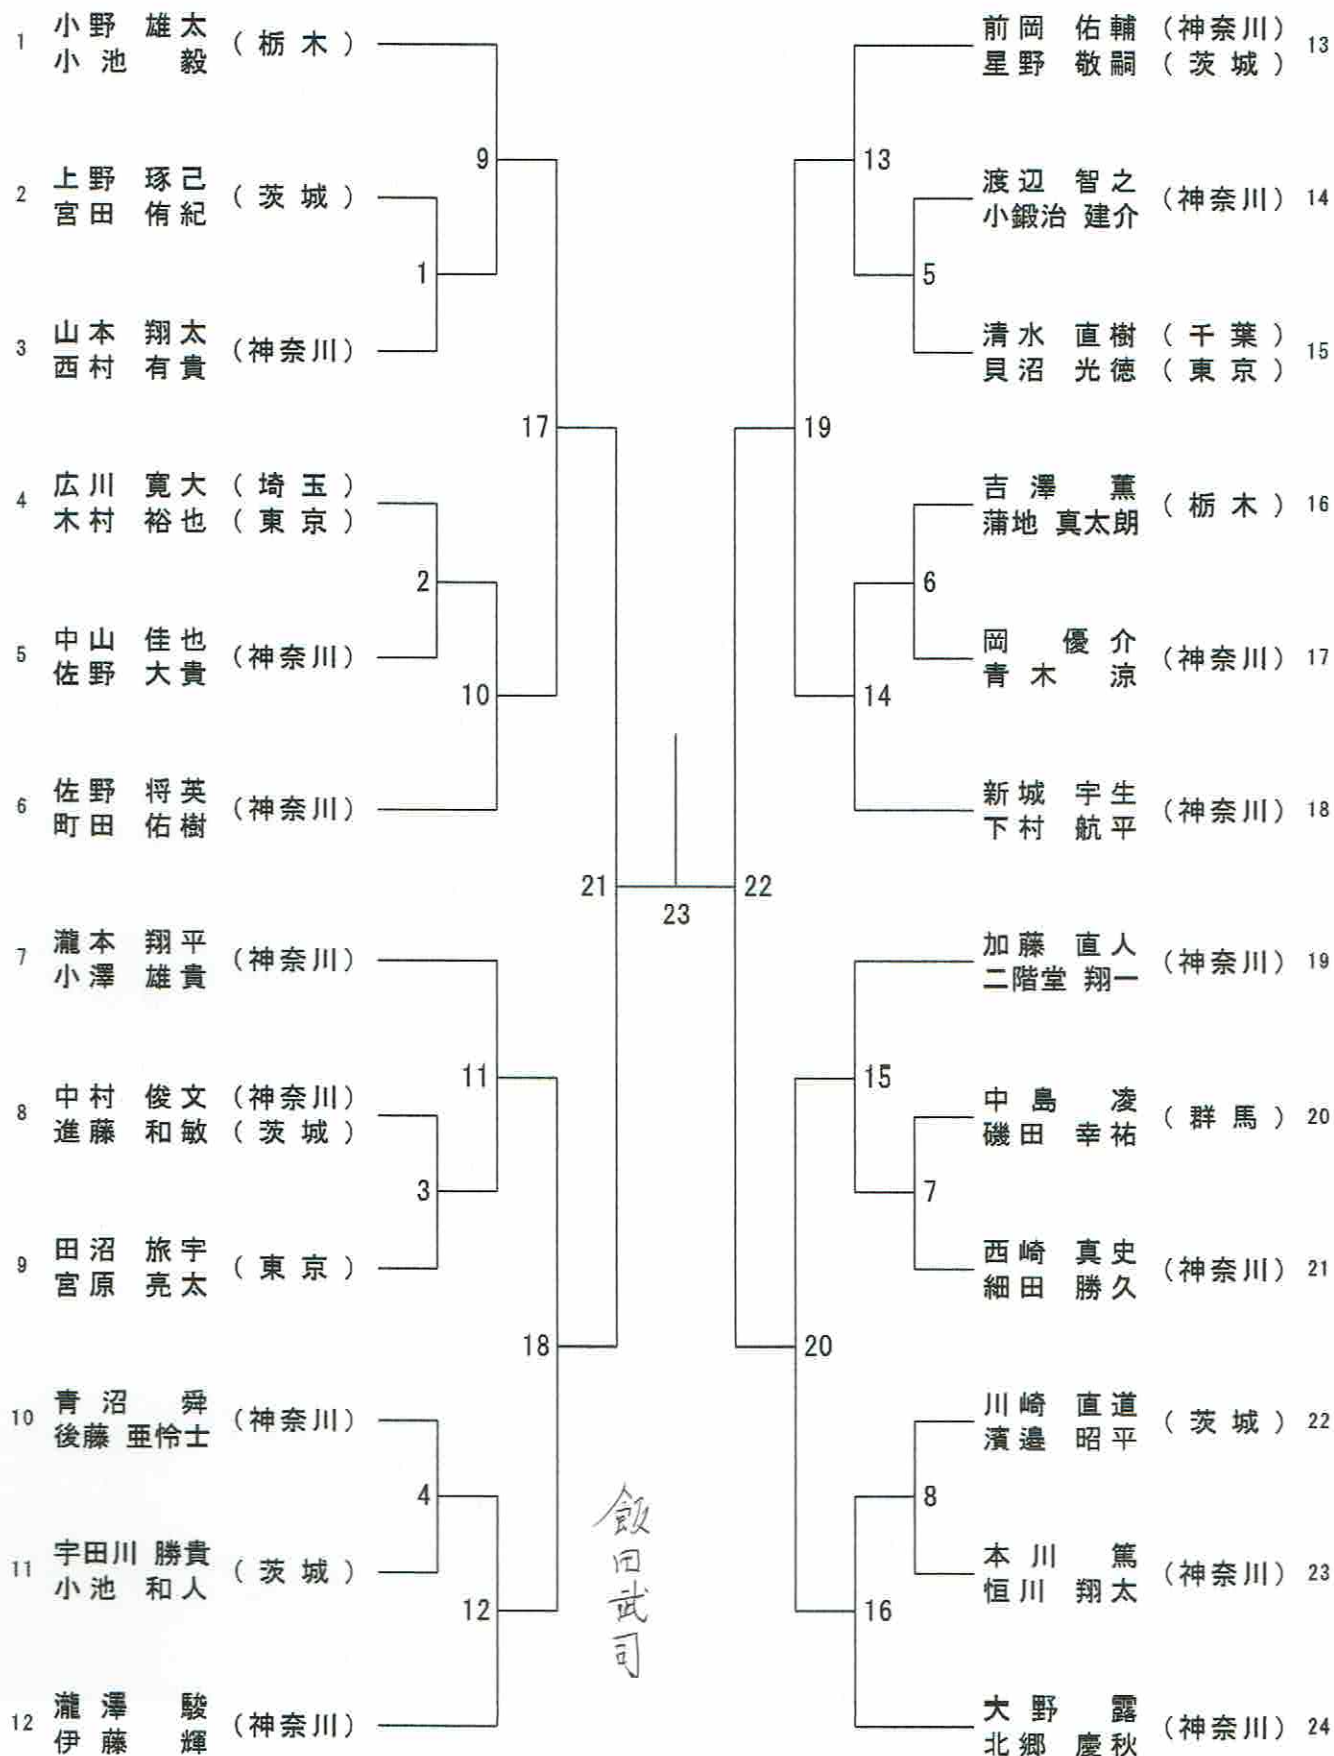 1 小野 雄太 (栃木)
小池 毅
2 上野 琢己 (茨城)
宮田 侑紀
3 山本 翔太 (神奈川)
西村 有貴
4 広川 寛大 (埼玉)
木村 裕也 (東京)
5 中山 佳也 (神奈川)
佐野 大貴
6 佐野 将英 (神奈川)
町田 佑樹
7 瀧本 翔平 (神奈川)
小澤 雄貴
8 中村 俊文 (神奈川)
進藤 和敏 (茨城)
9 田沼 旅宇 (東京)
宮原 亮太
10 青沼 舜 (神奈川)
後藤 亜怜士
11 宇田川 勝貴 (茨城)
小池 和人
12 瀧澤 駿 (神奈川)
伊藤 輝
9
1
17
2
10
21
11
3
18
4
12
23
飯田武司
13
5
19
6
14
22
15
7
20
8
16
前岡 佑輔 (神奈川) 13
星野 敬嗣 (茨城)
渡辺 智之 (神奈川) 14
小鍛治 建介
清水 直樹 (千葉) 15
貝沼 光徳 (東京)
吉澤 薫 (栃木) 16
蒲地 真太朗
岡 優介 (神奈川) 17
青木 涼
新城 宇生 (神奈川) 18
下村 航平
加藤 直人 (神奈川) 19
二階堂 翔一
中島 凌 (群馬) 20
磯田 幸祐
西崎 真史 (神奈川) 21
細田 勝久
川崎 直道 (茨城) 22
濱邉 昭平
本川 篤 (神奈川) 23
恒川 翔太
大野 露 (神奈川) 24
北郷 慶秋